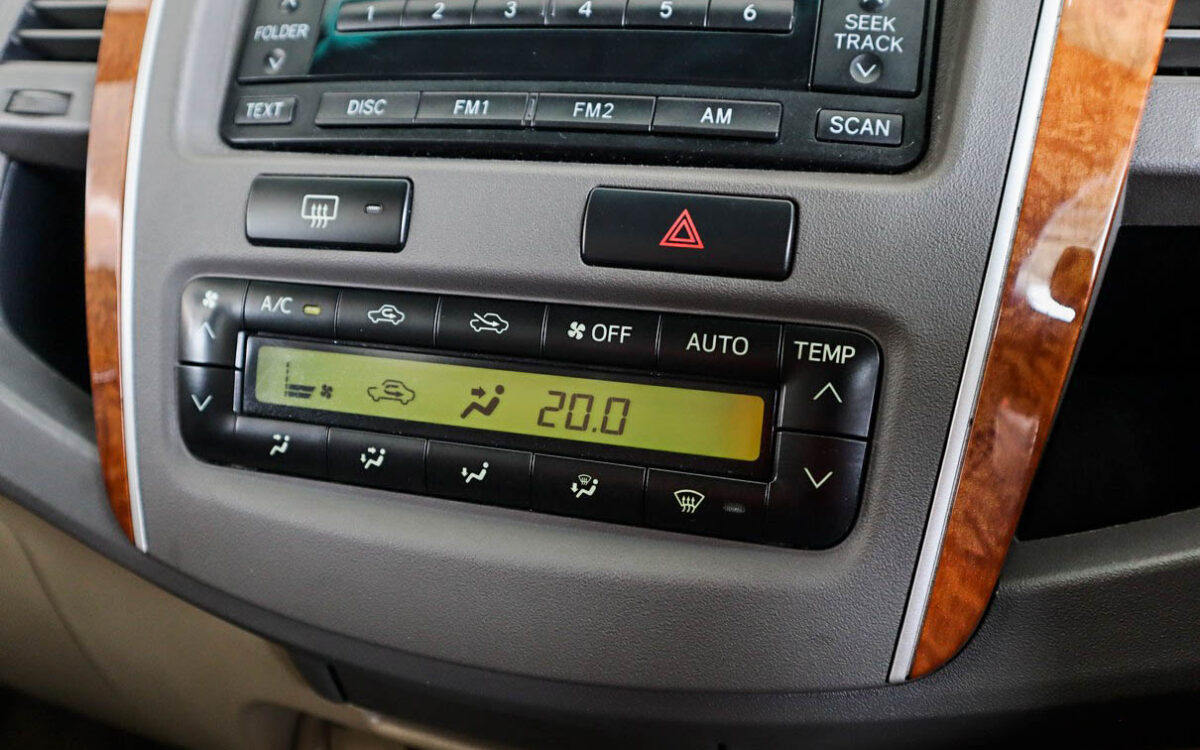 1 2 3 4 5 6
FOLDER
SEEK
TRACK
TEXT DISC FM1 FM2 AM SCAN
A/C OFF AUTO TEMP
20.0